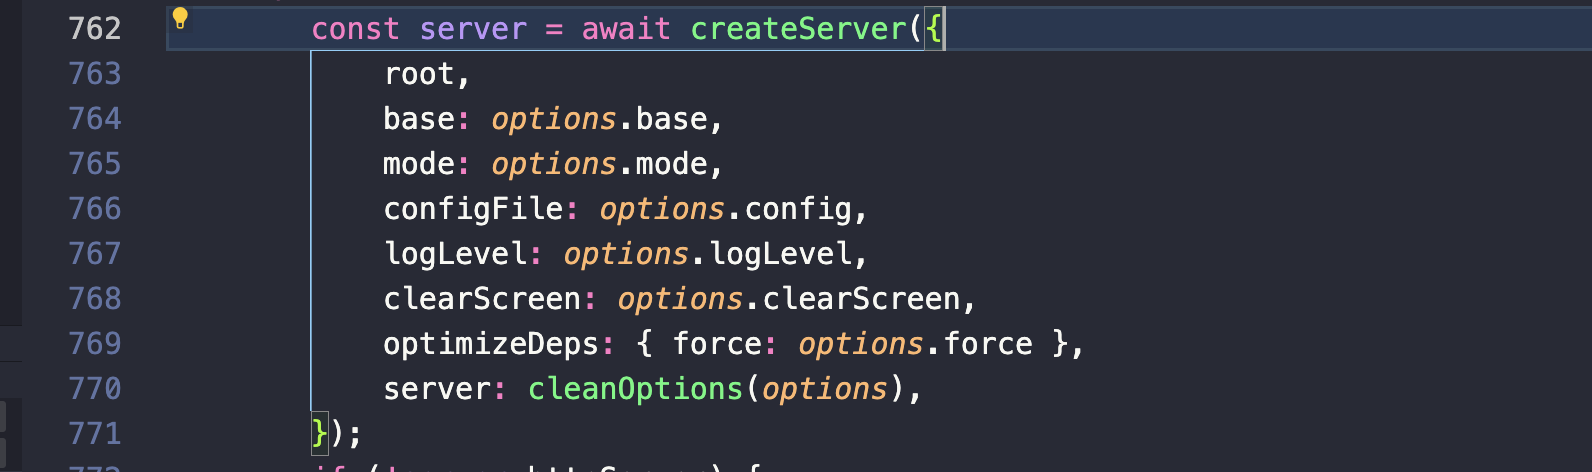 762 const server = await createServer({
763 root,
764 base: options.base,
765 mode: options.mode,
766 configFile: options.config,
767 logLevel: options.logLevel,
768 clearScreen: options.clearScreen,
769 optimizeDeps: { force: options.force },
770 server: cleanOptions(options),
771 });